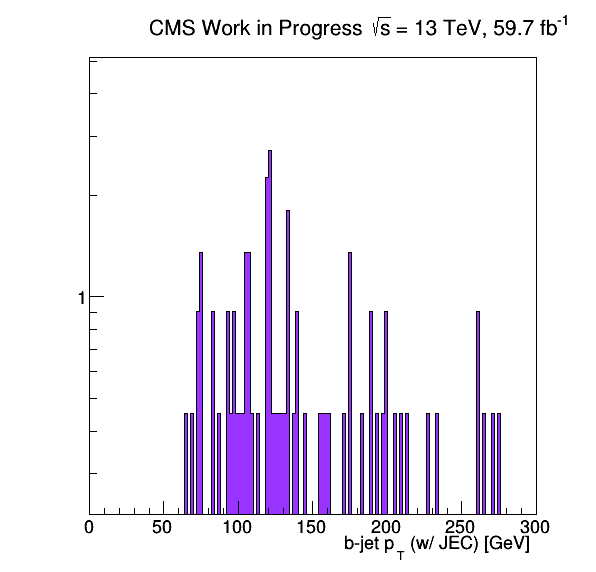 CMS Work in Progress √s = 13 TeV, 59.7 fb⁻¹
1
0 50 100 150 200 250 300
b-jet p_T (w/ JEC) [GeV]